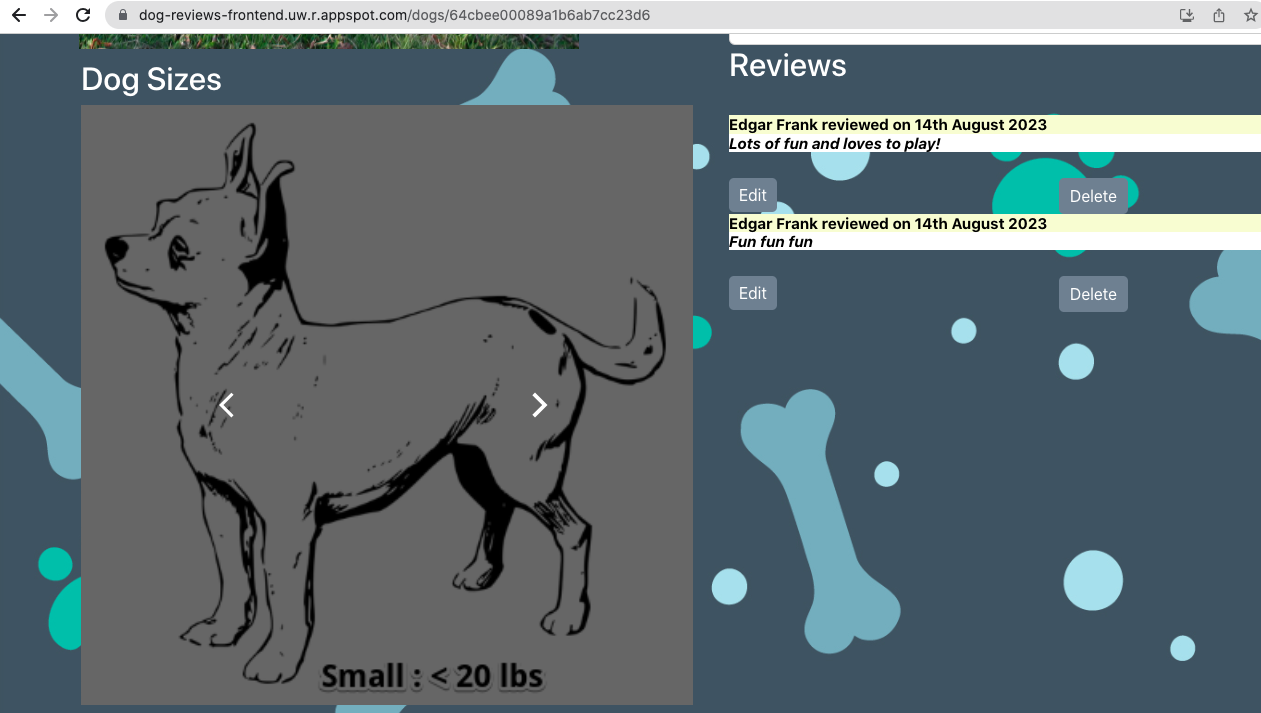 dog-reviews-frontend.uw.r.appspot.com/dogs/64cbee00089a1b6ab7cc23d6
Dog Sizes
Small : < 20 lbs
Reviews
Edgar Frank reviewed on 14th August 2023
Lots of fun and loves to play!
Edit Delete
Edgar Frank reviewed on 14th August 2023
Fun fun fun
Edit Delete